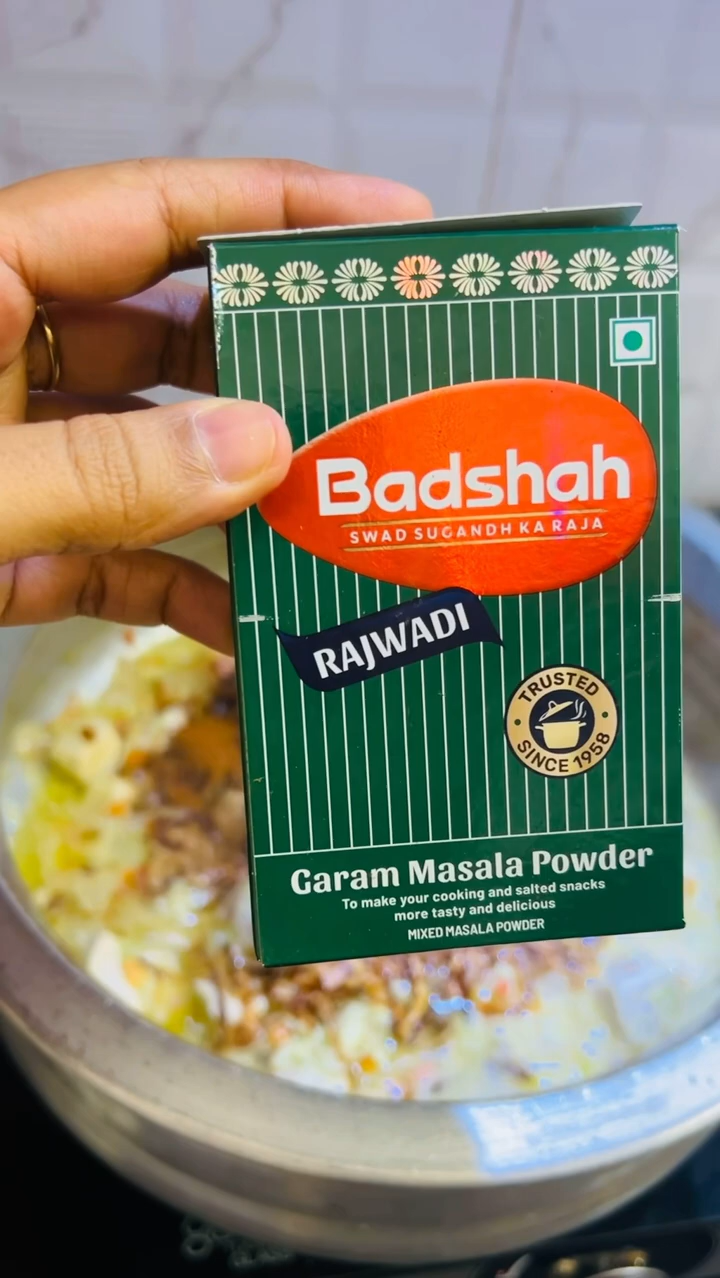 Badshah
SWAD SUGANDH KA RAJA
RAJWADI
TRUSTED
SINCE 1958
Garam Masala Powder
To make your cooking and salted snacks
more tasty and delicious
MIXED MASALA POWDER